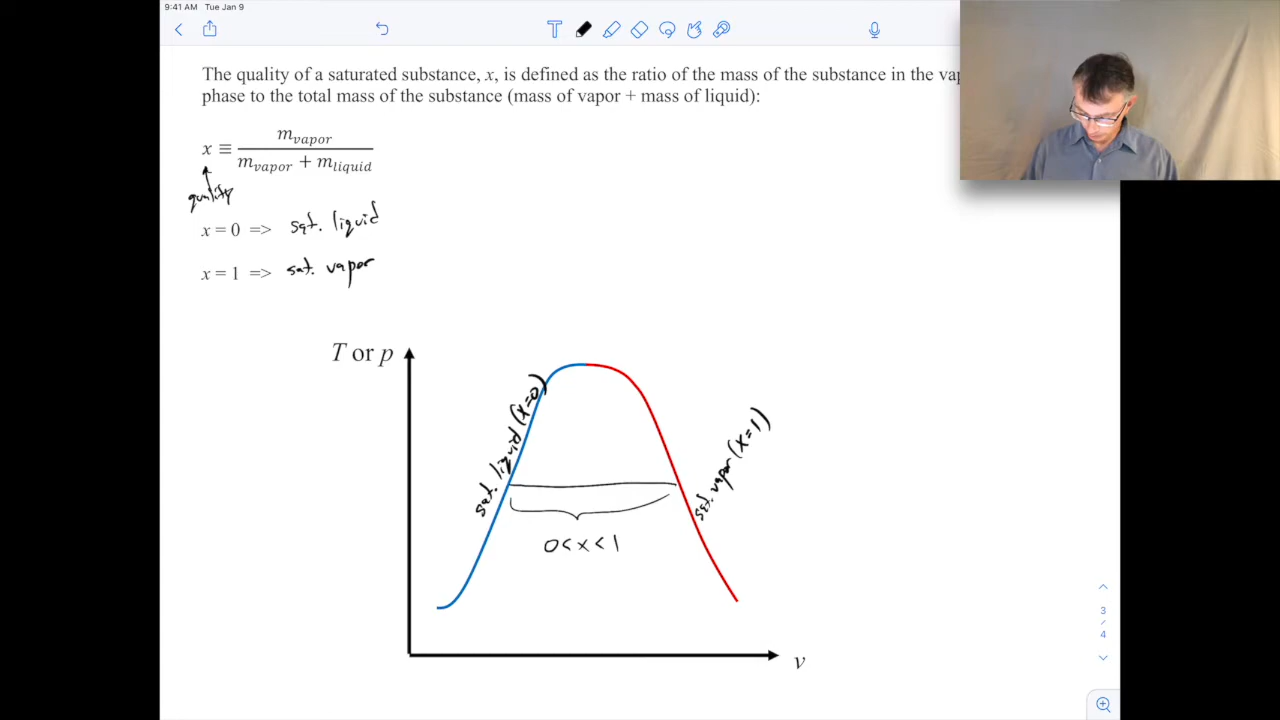 9:41 AM Tue Jan 9
The quality of a saturated substance, x, is defined as the ratio of the mass of the substance in the
phase to the total mass of the substance (mass of vapor + mass of liquid):
x ≡ m_vapor / (m_vapor + m_liquid)
quality
x = 0 => sat. liquid
x = 1 => sat. vapor
T or p
sat. liquid (x=0)
sat. vapor (x=1)
0 < x < 1
v
3
/
4